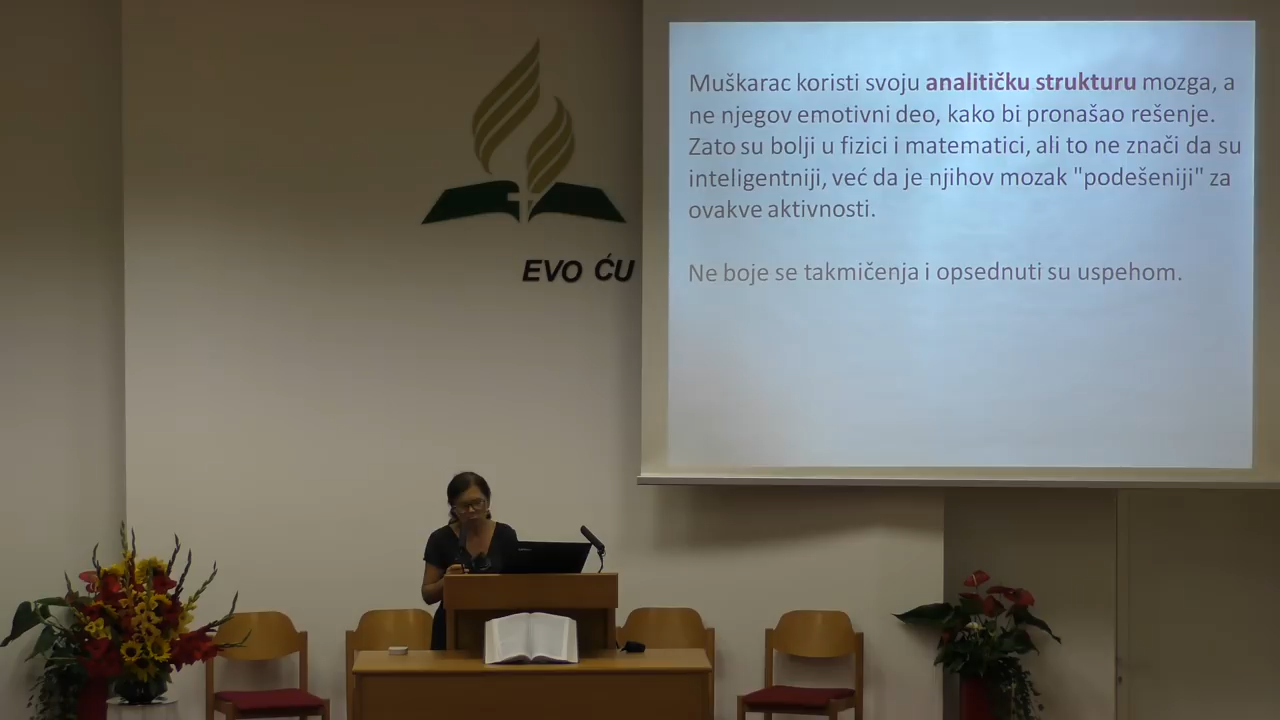 Muškarac koristi svoju analitičku strukturu mozga, a
ne njegov emotivni deo, kako bi pronašao rešenje.
Zato su bolji u fizici i matematici, ali to ne znači da su
inteligentniji, već da je njihov mozak "podešeniji" za
ovakve aktivnosti.
Ne boje se takmičenja i opsednuti su uspehom.
EVO ĆU